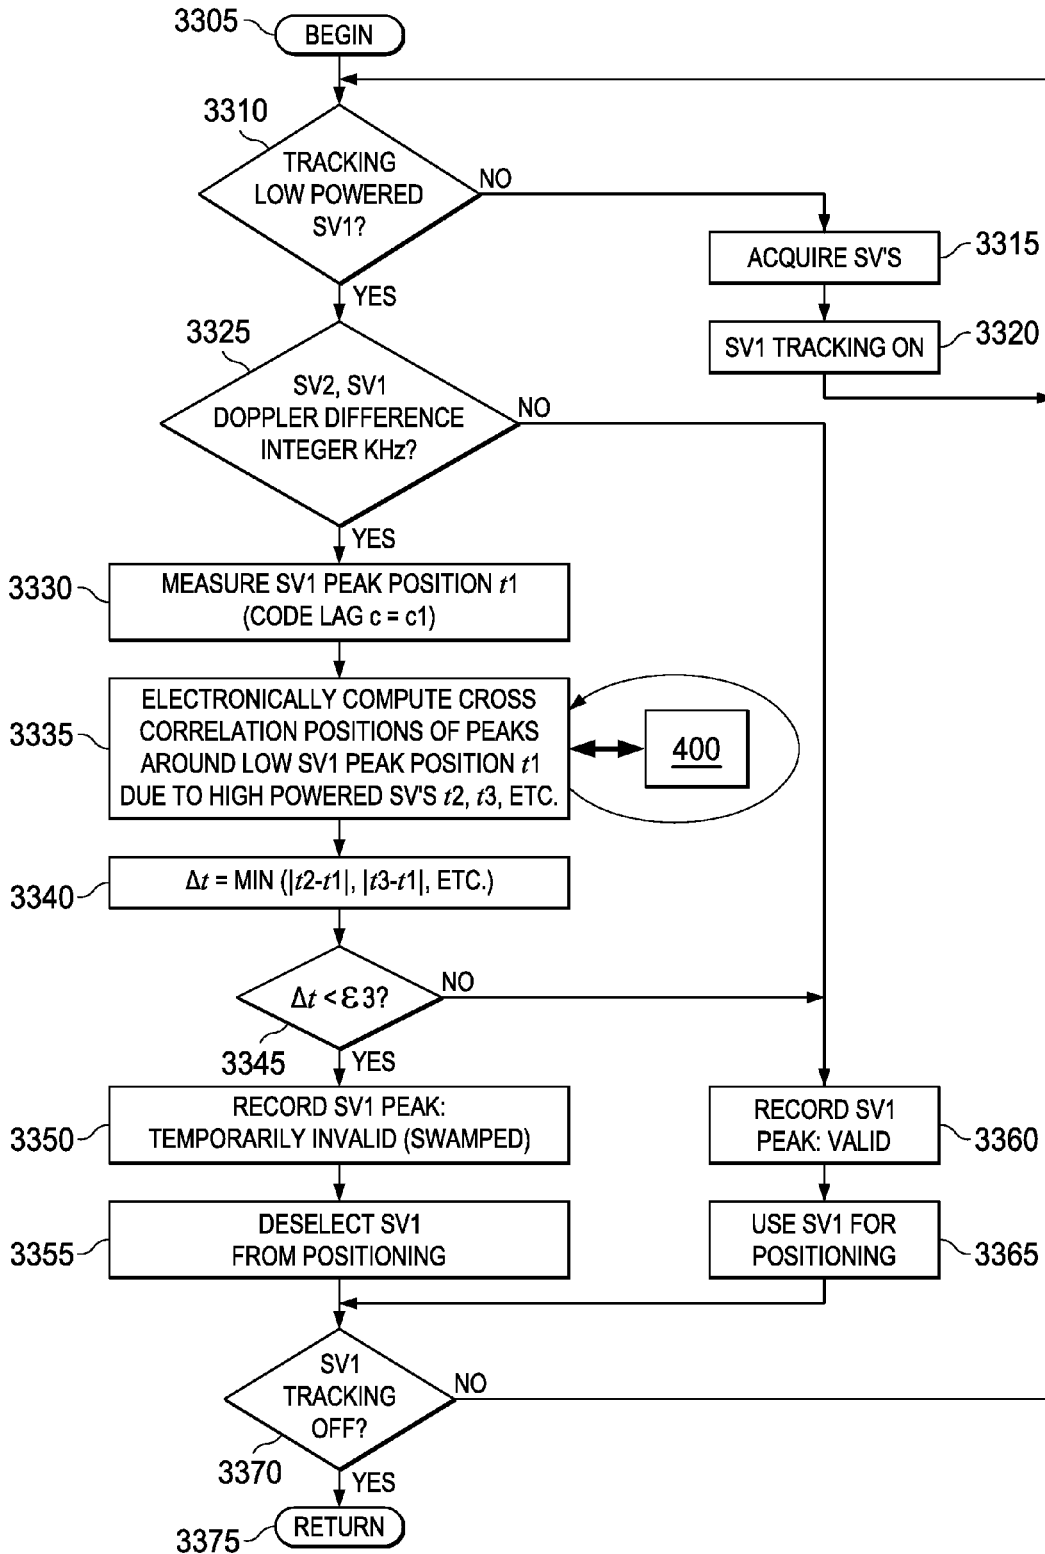 3305
BEGIN
3310
TRACKING
LOW POWERED
SV1?
NO
YES
ACQUIRE SV'S
3315
SV1 TRACKING ON
3320
3325
SV2, SV1
DOPPLER DIFFERENCE
INTEGER KHz?
NO
YES
3330
MEASURE SV1 PEAK POSITION t1
(CODE LAG c = c1)
3335
ELECTRONICALLY COMPUTE CROSS
CORRELATION POSITIONS OF PEAKS
AROUND LOW SV1 PEAK POSITION t1
DUE TO HIGH POWERED SV'S t2, t3, ETC.
400
3340
Δt = MIN (|t2-t1|, |t3-t1|, ETC.)
Δt < ε3?
NO
3345
YES
3350
RECORD SV1 PEAK:
TEMPORARILY INVALID (SWAMPED)
RECORD SV1
PEAK: VALID
3360
3355
DESELECT SV1
FROM POSITIONING
USE SV1 FOR
POSITIONING
3365
SV1
TRACKING
OFF?
NO
3370
YES
3375
RETURN